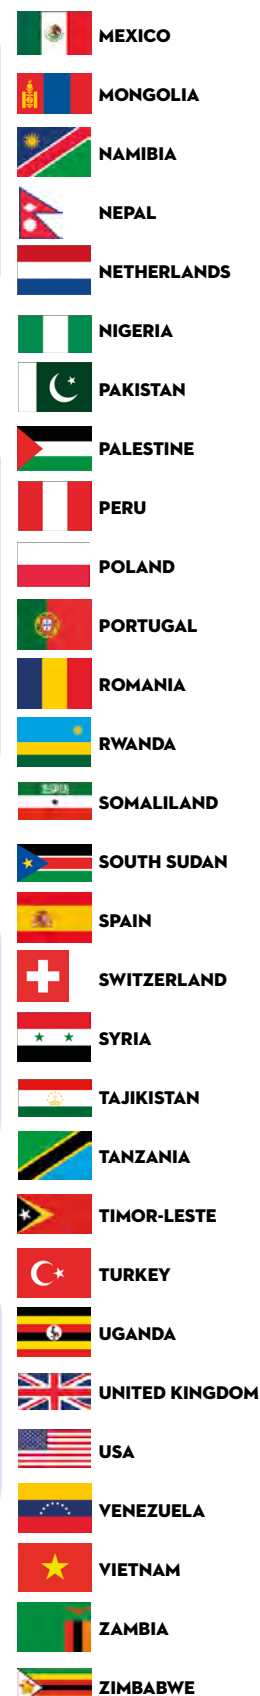 MEXICO
MONGOLIA
NAMIBIA
NEPAL
NETHERLANDS
NIGERIA
PAKISTAN
PALESTINE
PERU
POLAND
PORTUGAL
ROMANIA
RWANDA
SOMALILAND
SOUTH SUDAN
SPAIN
SWITZERLAND
SYRIA
TAJIKISTAN
TANZANIA
TIMOR-LESTE
TURKEY
UGANDA
UNITED KINGDOM
USA
VENEZUELA
VIETNAM
ZAMBIA
ZIMBABWE